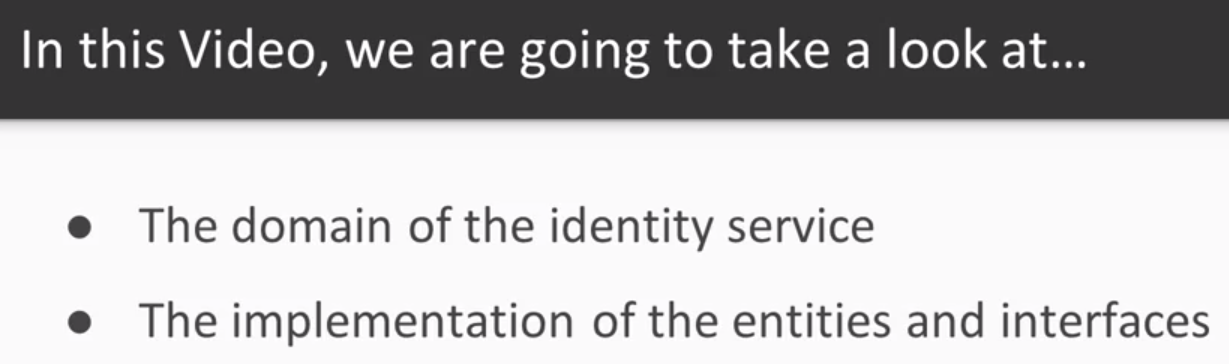 In this Video, we are going to take a look at...
● The domain of the identity service
● The implementation of the entities and interfaces